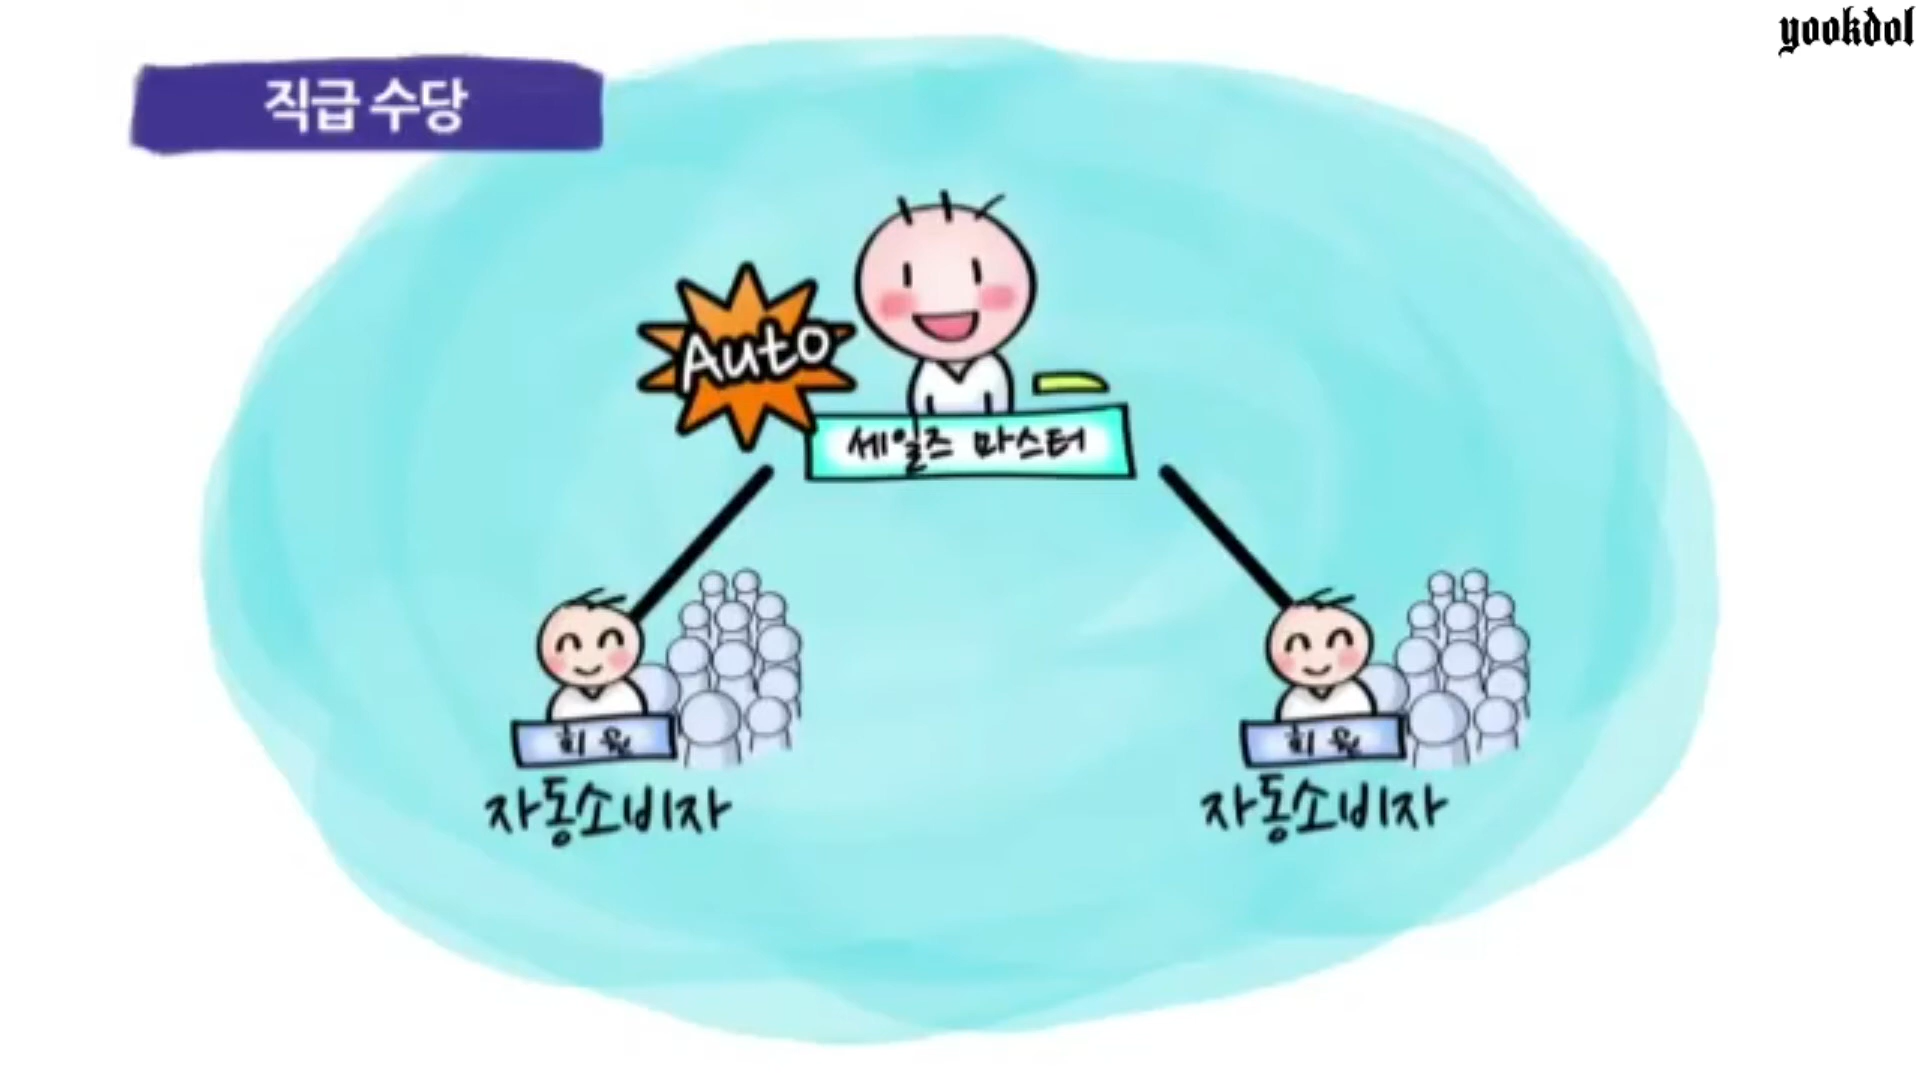 yookdol
직급 수당
Auto
세일즈 마스터
회원
회원
자동소비자
자동소비자